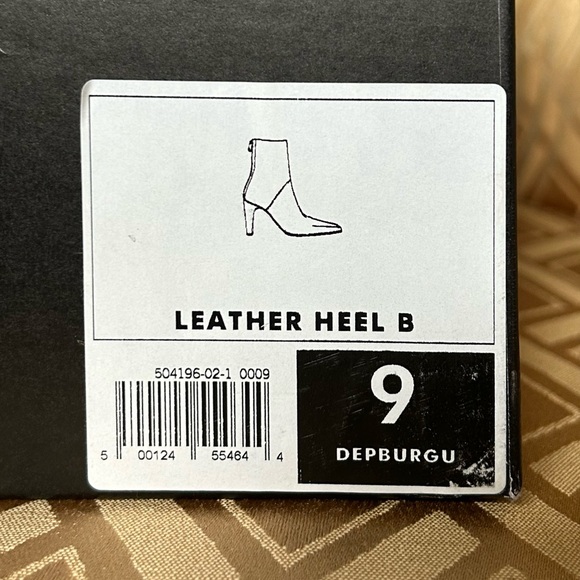 LEATHER HEEL B
504196-02-1 0009
5 00124 55464 4
9
DEPBURGU